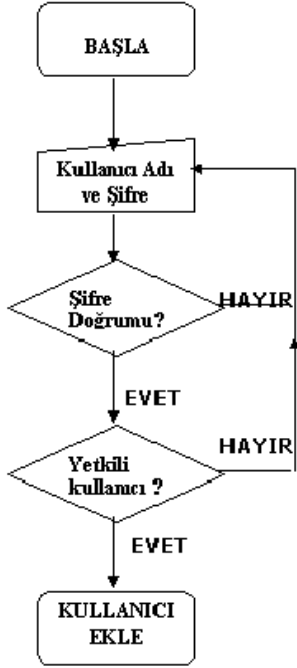 BAŞLA
Kullanıcı Adı
ve Şifre
Şifre
Doğrumu?
HAYIR
EVET
Yetkili
kullanıcı ?
HAYIR
EVET
KULLANICI
EKLE